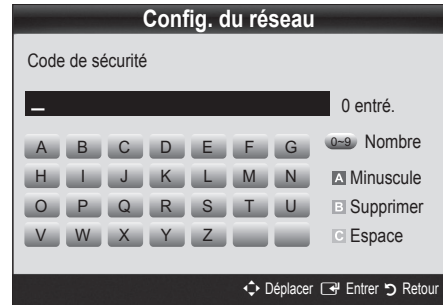 Config. du réseau
Code de sécurité
_ 0 entré.
A B C D E F G 0~9 Nombre
H I J K L M N A Minuscule
O P Q R S T U B Supprimer
V W X Y Z C Espace
Déplacer Entrer Retour